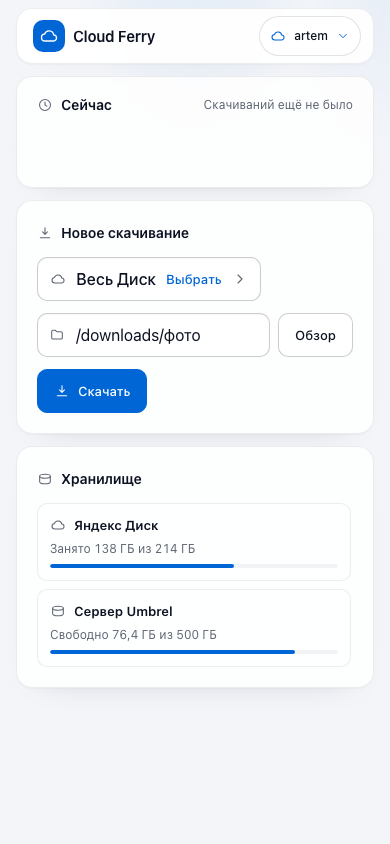 Cloud Ferry
artem
Сейчас
Скачиваний ещё не было
Новое скачивание
Весь Диск Выбрать
/downloads/фото
Обзор
Скачать
Хранилище
Яндекс Диск
Занято 138 ГБ из 214 ГБ
Сервер Umbrel
Свободно 76,4 ГБ из 500 ГБ